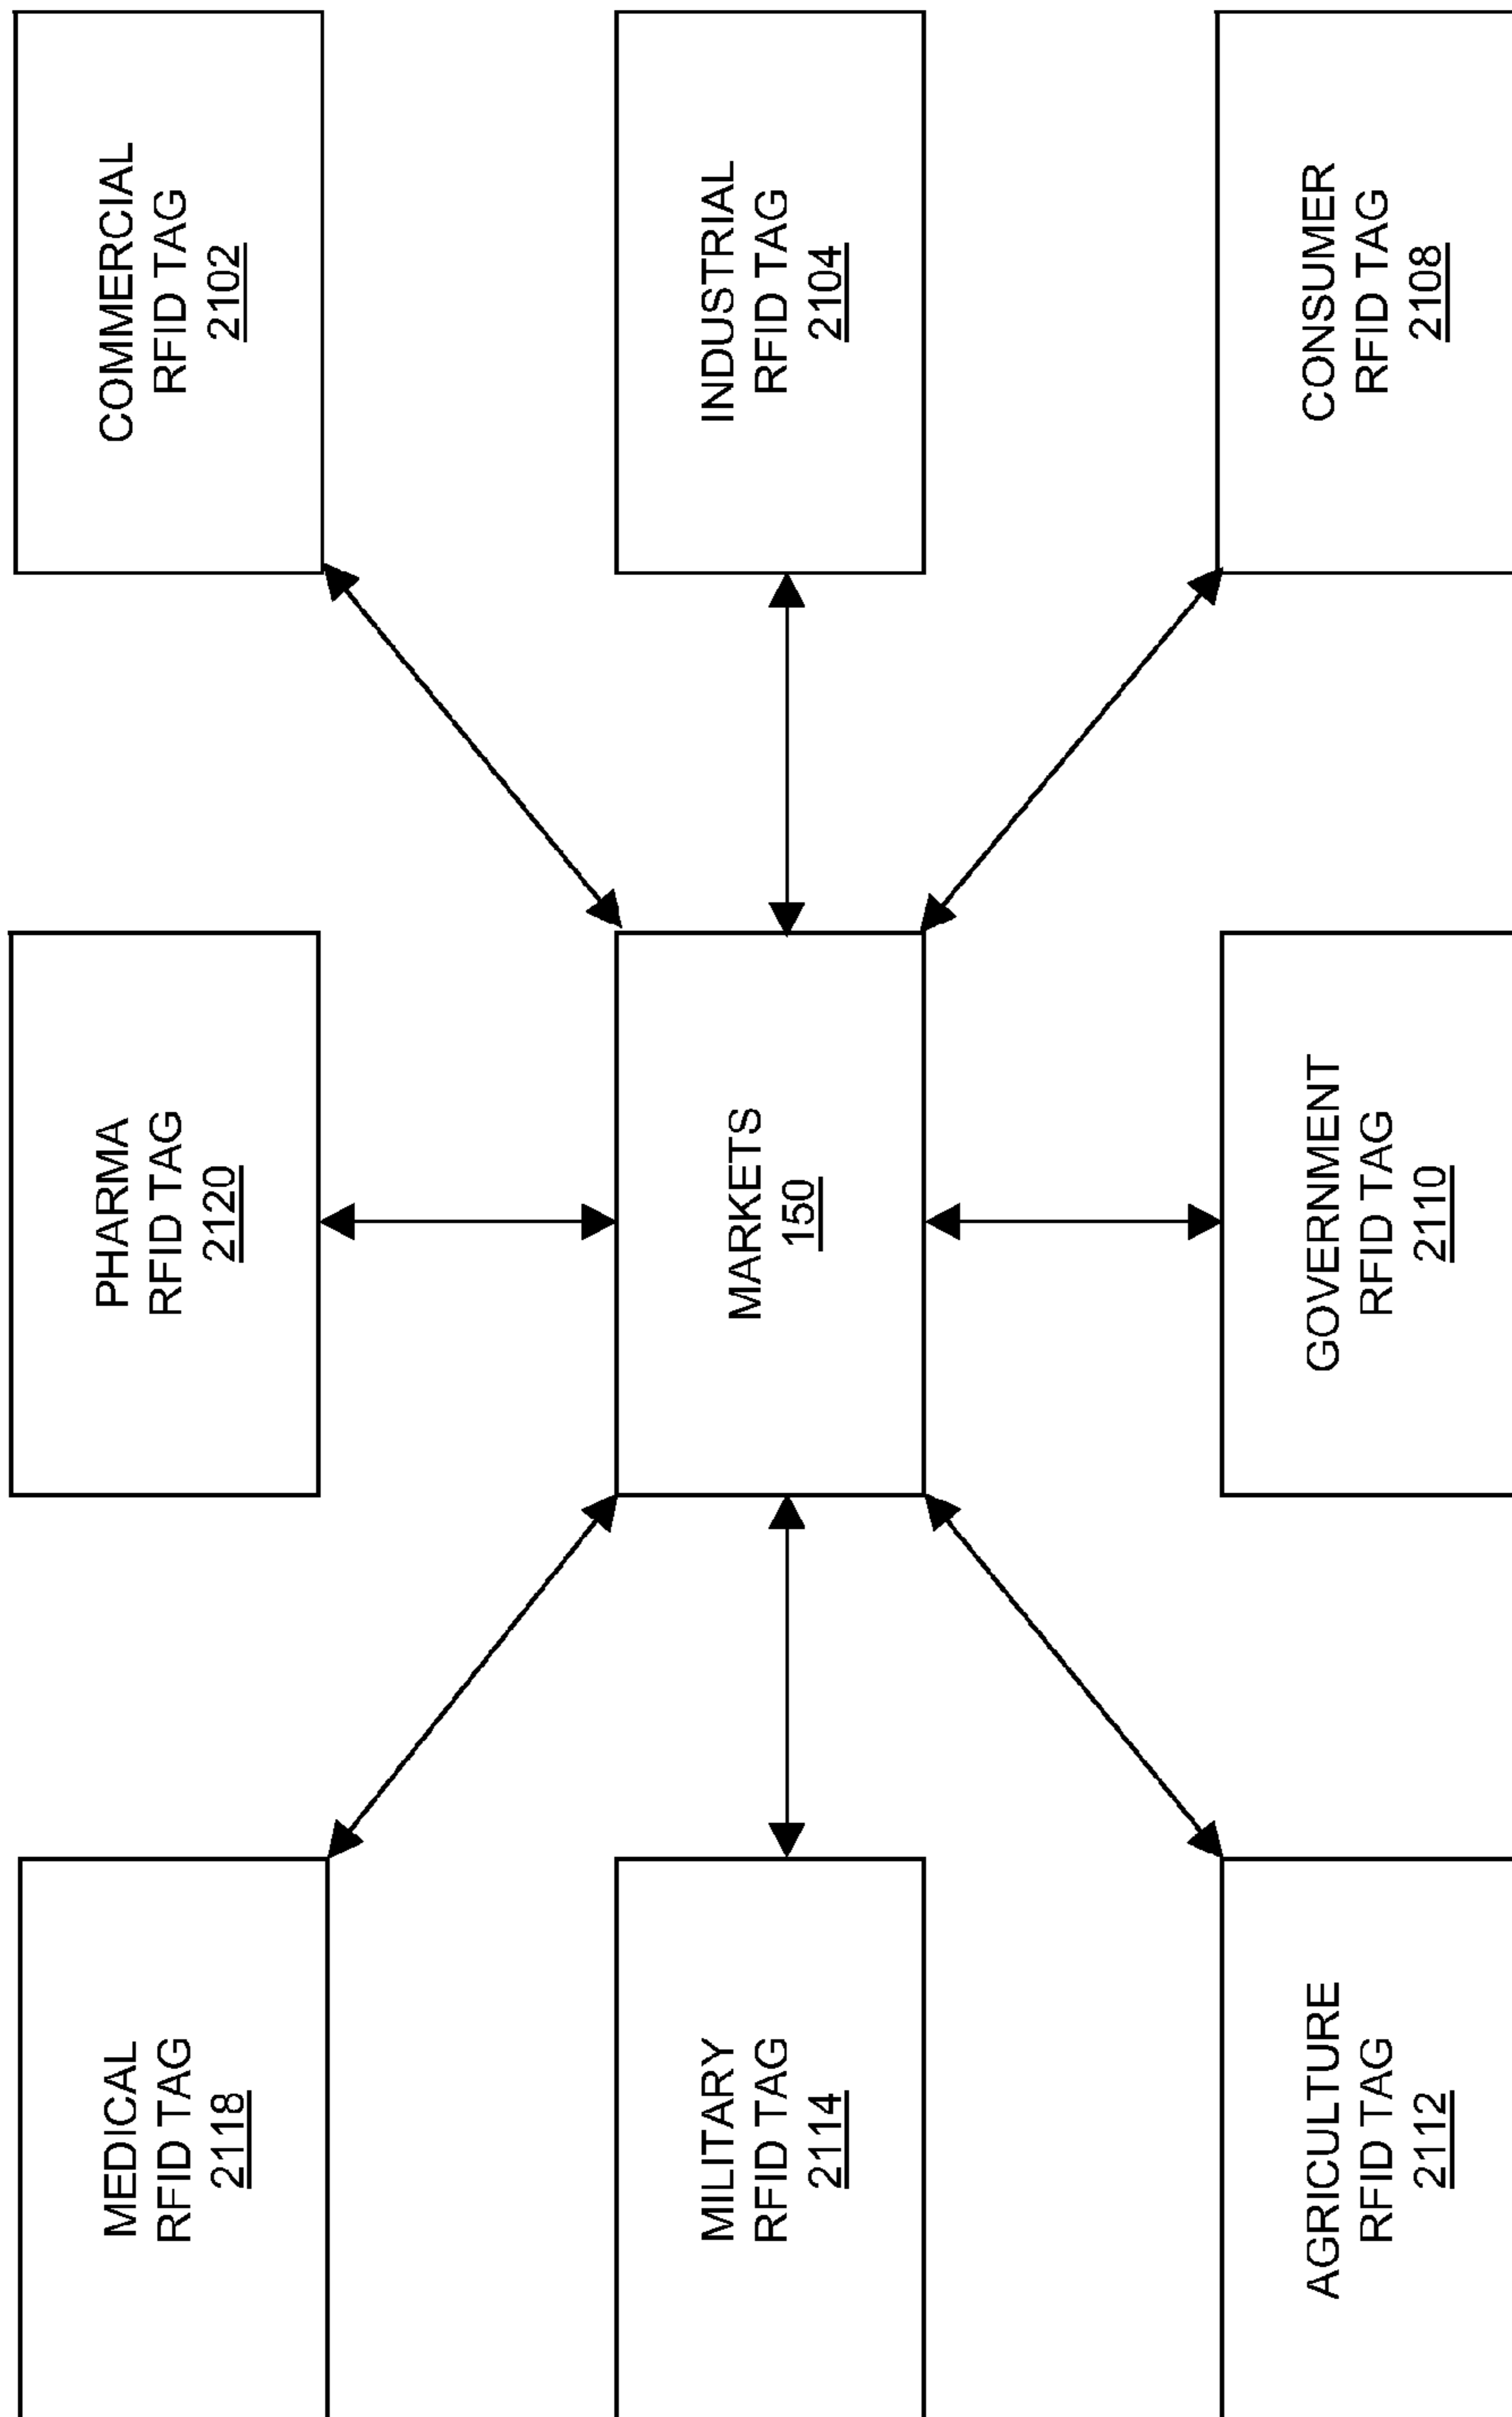 MEDICAL
RFID TAG
2118
PHARMA
RFID TAG
2120
COMMERCIAL
RFID TAG
2102
MILITARY
RFID TAG
2114
MARKETS
150
INDUSTRIAL
RFID TAG
2104
AGRICULTURE
RFID TAG
2112
GOVERNMENT
RFID TAG
2110
CONSUMER
RFID TAG
2108